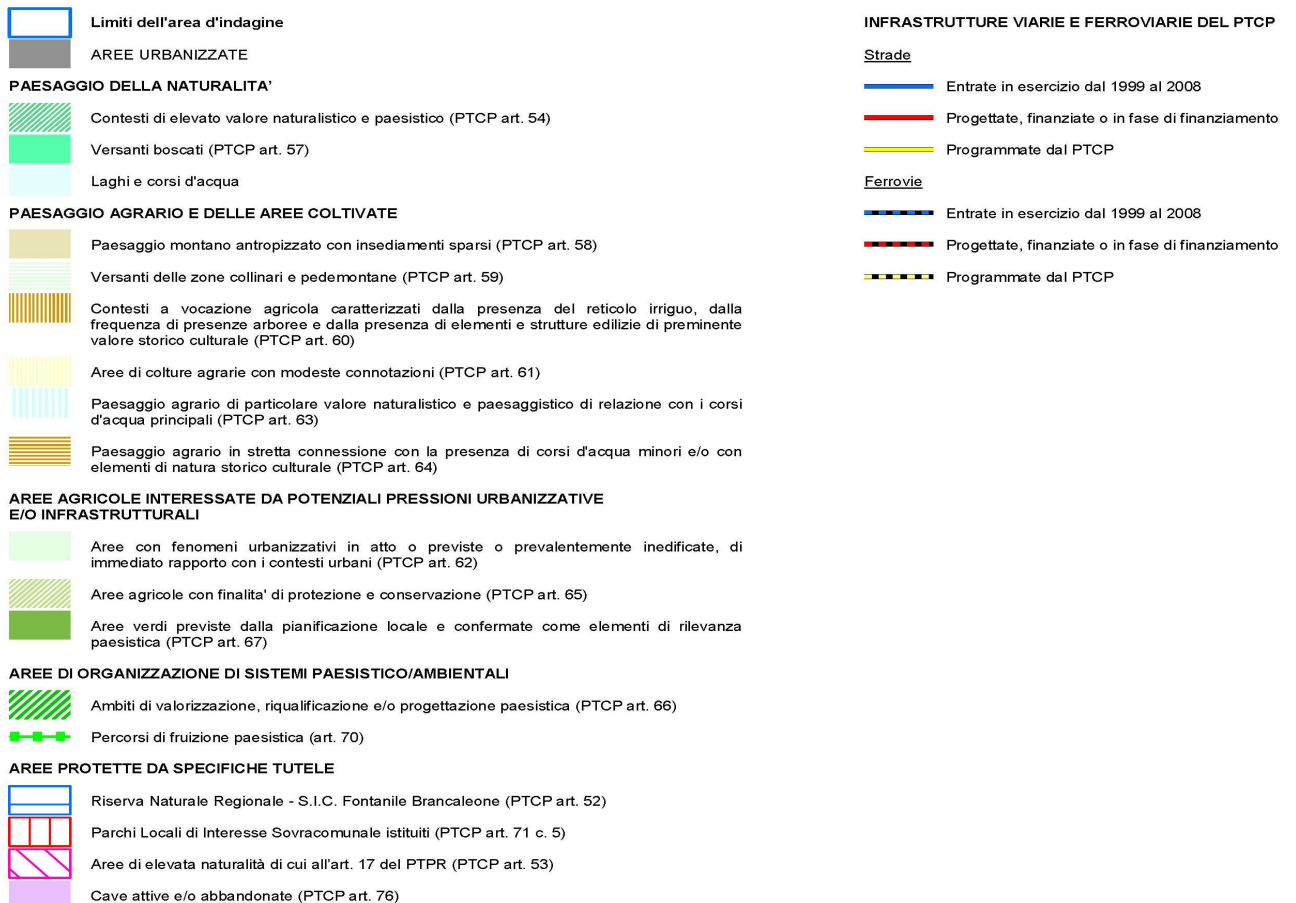 Limiti dell'area d'indagine
AREE URBANIZZATE
PAESAGGIO DELLA NATURALITA’
Contesti di elevato valore naturalistico e paesistico (PTCP art. 54)
Versanti boscati (PTCP art. 57)
Laghi e corsi d'acqua
PAESAGGIO AGRARIO E DELLE AREE COLTIVATE
Paesaggio montano antropizzato con insediamenti sparsi (PTCP art. 58)
Versanti delle zone collinari e pedemontane (PTCP art. 59)
Contesti a vocazione agricola caratterizzati dalla presenza del reticolo irriguo, dalla
frequenza di presenze arboree e dalla presenza di elementi e strutture edilizie di preminente
valore storico culturale (PTCP art. 60)
Aree di colture agrarie con modeste connotazioni (PTCP art. 61)
Paesaggio agrario di particolare valore naturalistico e paesaggistico di relazione con i corsi
d'acqua principali (PTCP art. 63)
Paesaggio agrario in stretta connessione con la presenza di corsi d'acqua minori e/o con
elementi di natura storico culturale (PTCP art. 64)
AREE AGRICOLE INTERESSATE DA POTENZIALI PRESSIONI URBANIZZATIVE
E/O INFRASTRUTTURALI
Aree con fenomeni urbanizzativi in atto o previste o prevalentemente inedificate, di
immediato rapporto con i contesti urbani (PTCP art. 62)
Aree agricole con finalita' di protezione e conservazione (PTCP art. 65)
Aree verdi previste dalla pianificazione locale e confermate come elementi di rilevanza
paesistica (PTCP art. 67)
AREE DI ORGANIZZAZIONE DI SISTEMI PAESISTICO/AMBIENTALI
Ambiti di valorizzazione, riqualificazione e/o progettazione paesistica (PTCP art. 66)
Percorsi di fruizione paesistica (art. 70)
AREE PROTETTE DA SPECIFICHE TUTELE
Riserva Naturale Regionale - S.I.C. Fontanile Brancaleone (PTCP art. 52)
Parchi Locali di Interesse Sovracomunale istituiti (PTCP art. 71 c. 5)
Aree di elevata naturalità di cui all'art. 17 del PTPR (PTCP art. 53)
Cave attive e/o abbandonate (PTCP art. 76)
INFRASTRUTTURE VIARIE E FERROVIARIE DEL PTCP
Strade
Entrate in esercizio dal 1999 al 2008
Progettate, finanziate o in fase di finanziamento
Programmate dal PTCP
Ferrovie
Entrate in esercizio dal 1999 al 2008
Progettate, finanziate o in fase di finanziamento
Programmate dal PTCP